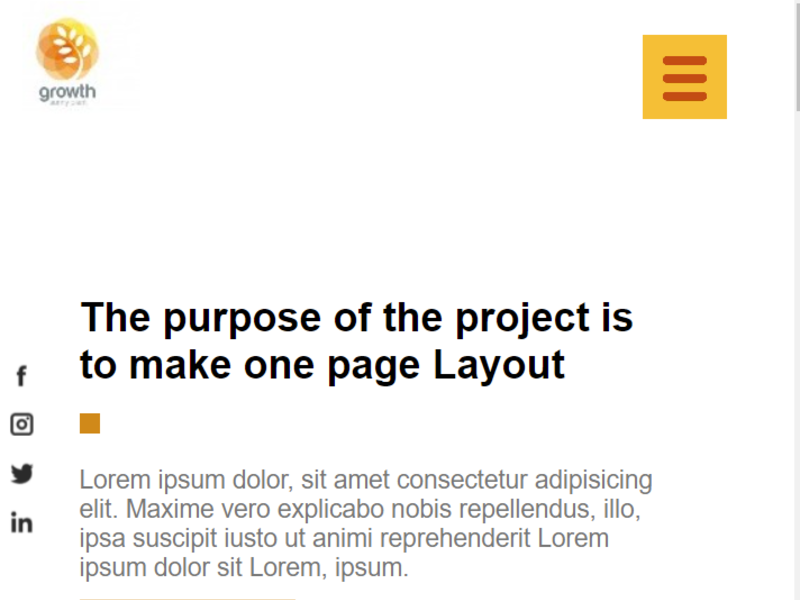 growth
The purpose of the project is
to make one page Layout
f
in
Lorem ipsum dolor, sit amet consectetur adipisicing
elit. Maxime vero explicabo nobis repellendus, illo,
ipsa suscipit iusto ut animi reprehenderit Lorem
ipsum dolor sit Lorem, ipsum.